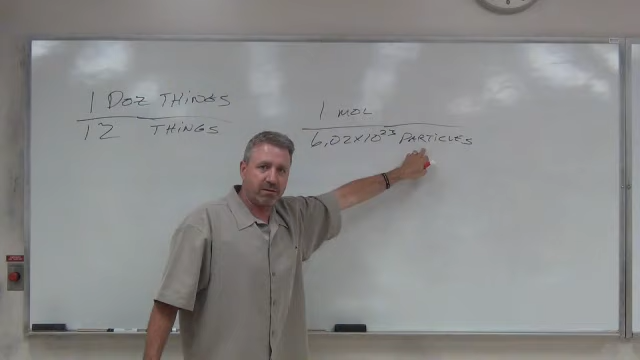 1 DOZ THINGS
12 THINGS
1 MOL
6.02x10²³ PARTICLES